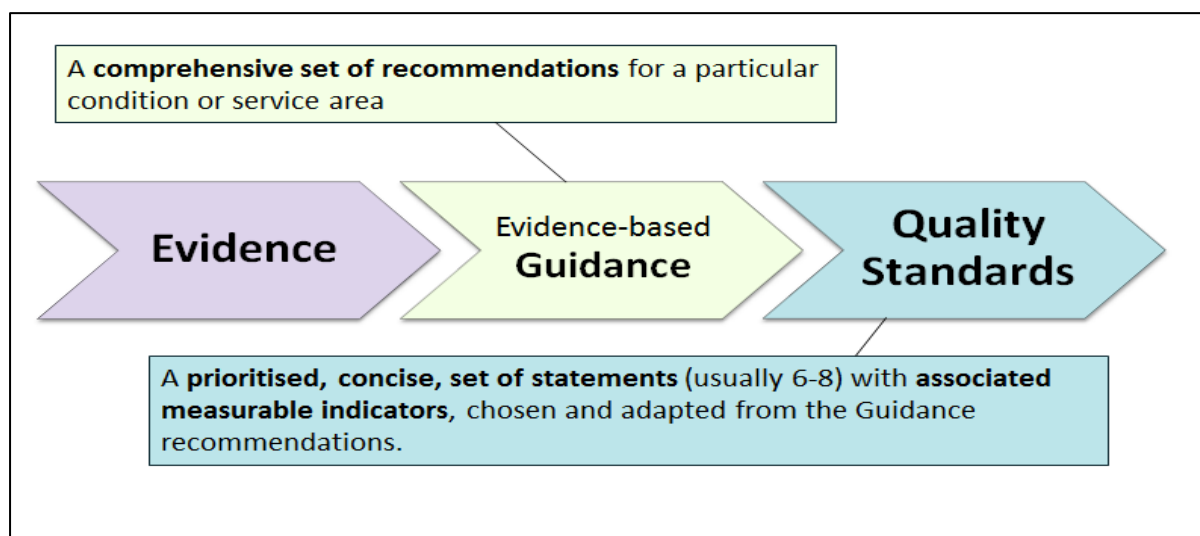 A comprehensive set of recommendations for a particular
condition or service area
Evidence
Evidence-based
Guidance
Quality
Standards
A prioritised, concise, set of statements (usually 6-8) with associated
measurable indicators, chosen and adapted from the Guidance
recommendations.